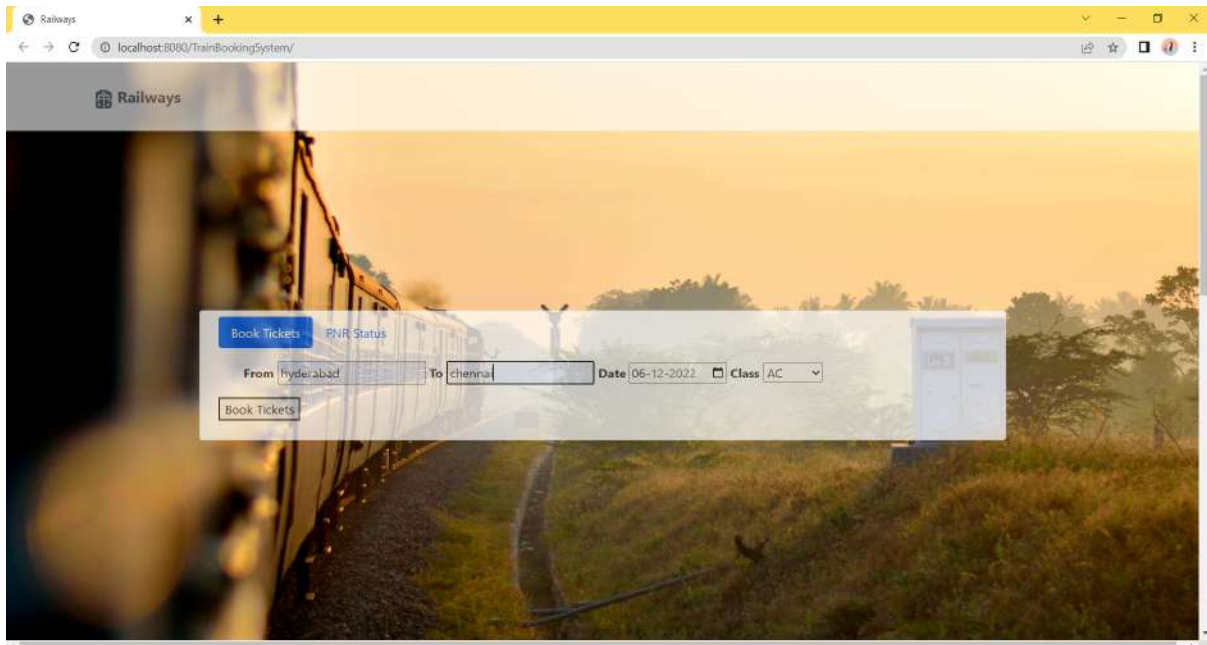 Railways
localhost:8080/TrainBookingSystem/
Railways
Book Tickets PNR Status
From hyderabad To chennai Date 06-12-2022 Class AC
Book Tickets